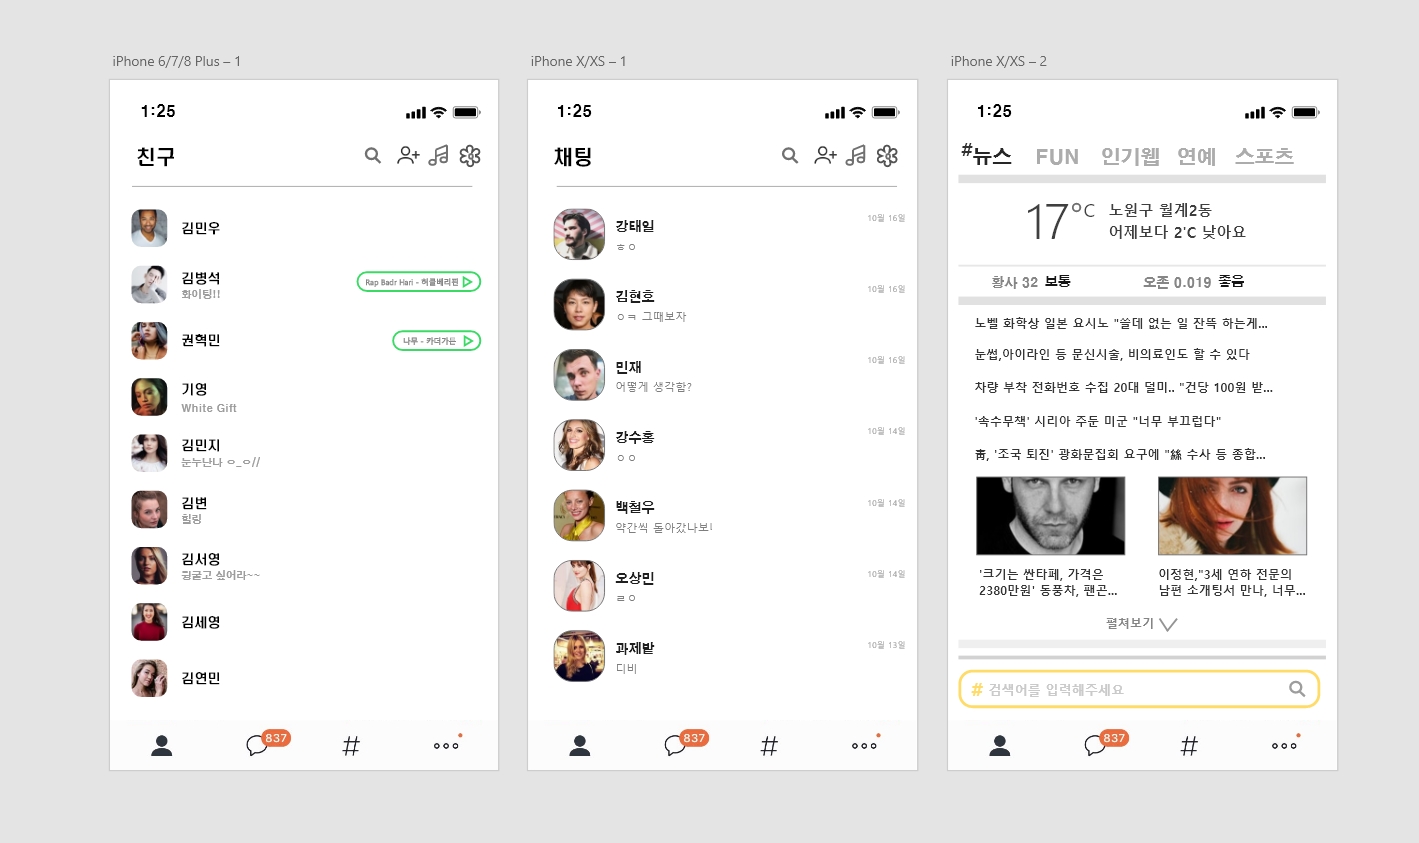 iPhone 6/7/8 Plus – 1
1:25
친구
김민우
김병석
화이팅!!
Rap Badr Hari - 허클베리핀
권혁민
나무 - 카더가든
기영
White Gift
김민지
눈누난나 ㅇ_ㅇ//
김변
힐링
김서영
뒹굴고 싶어라~~
김세영
김연민
837
iPhone X/XS – 1
1:25
채팅
강태일
10월 16일
ㅎㅇ
김현호
10월 16일
ㅇㅋ 그때보자
민재
10월 16일
어떻게 생각함?
강수홍
10월 14일
ㅇㅇ
백철우
10월 14일
약간씩 돌아갔나보네
오상민
10월 14일
ㄹㅇ
과제밭
10월 13일
디비
837
#
iPhone X/XS – 2
1:25
#뉴스 FUN 인기웹 연예 스포츠
17°C
노원구 월계2동
어제보다 2'C 낮아요
황사 32 보통 오존 0.019 좋음
노벨 화학상 일본 요시노 "쓸데 없는 일 잔뜩 하는게...
눈썹,아이라인 등 문신시술, 비의료인도 할 수 있다
차량 부착 전화번호 수집 20대 덜미.. "건당 100원 받...
'속수무책' 시리아 주둔 미군 "너무 부끄럽다"
靑, '조국 퇴진' 광화문집회 요구에 "絲 수사 등 종합...
'크기는 싼타페, 가격은
2380만원' 동풍차, 팬곤...
이정현,"3세 연하 전문의
남편 소개팅서 만나, 너무...
펼쳐보기
# 검색어를 입력해주세요
837
#